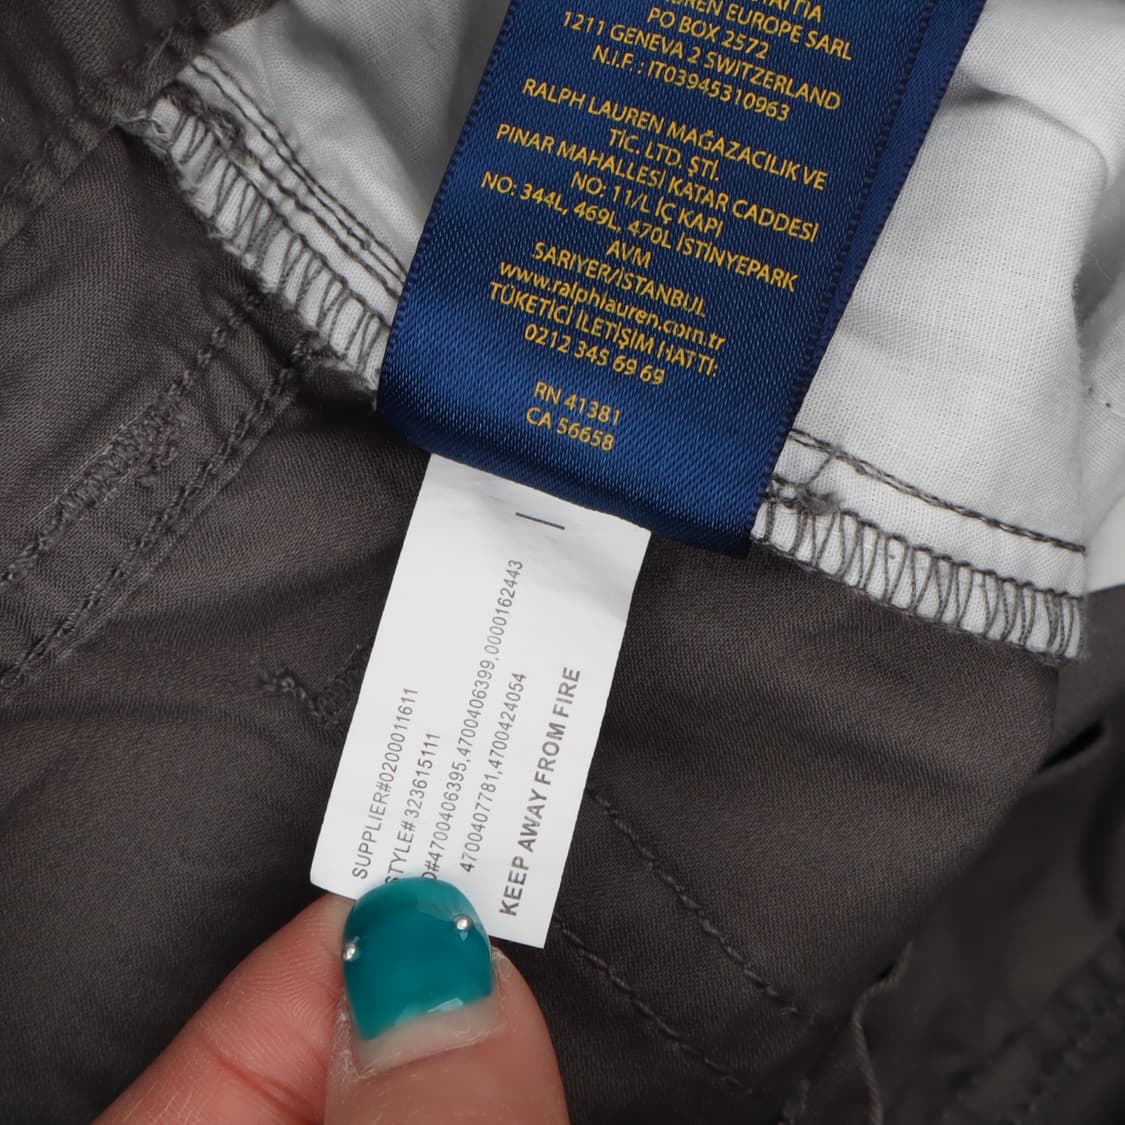 PO BOX 2572
1211 GENEVA 2 SWITZERLAND
N.I.F. : IT03945310963
RALPH LAUREN MAĞAZACILIK VE
TİC. LTD. ŞTİ.
PINAR MAHALLESİ KATAR CADDESİ
NO: 11/L İÇ KAPI
NO: 344L, 469L, 470L İSTİNYEPARK
AVM
SARIYER/İSTANBUL
www.ralphlauren.com.tr
TÜKETİCİ İLETİŞİM HATTI:
0212 345 69 69
RN 41381
CA 56658
SUPPLIER#0200011611
STYLE#323615111
#4700406395,4700406399,0000162443
4700407781,4700424054
KEEP AWAY FROM FIRE